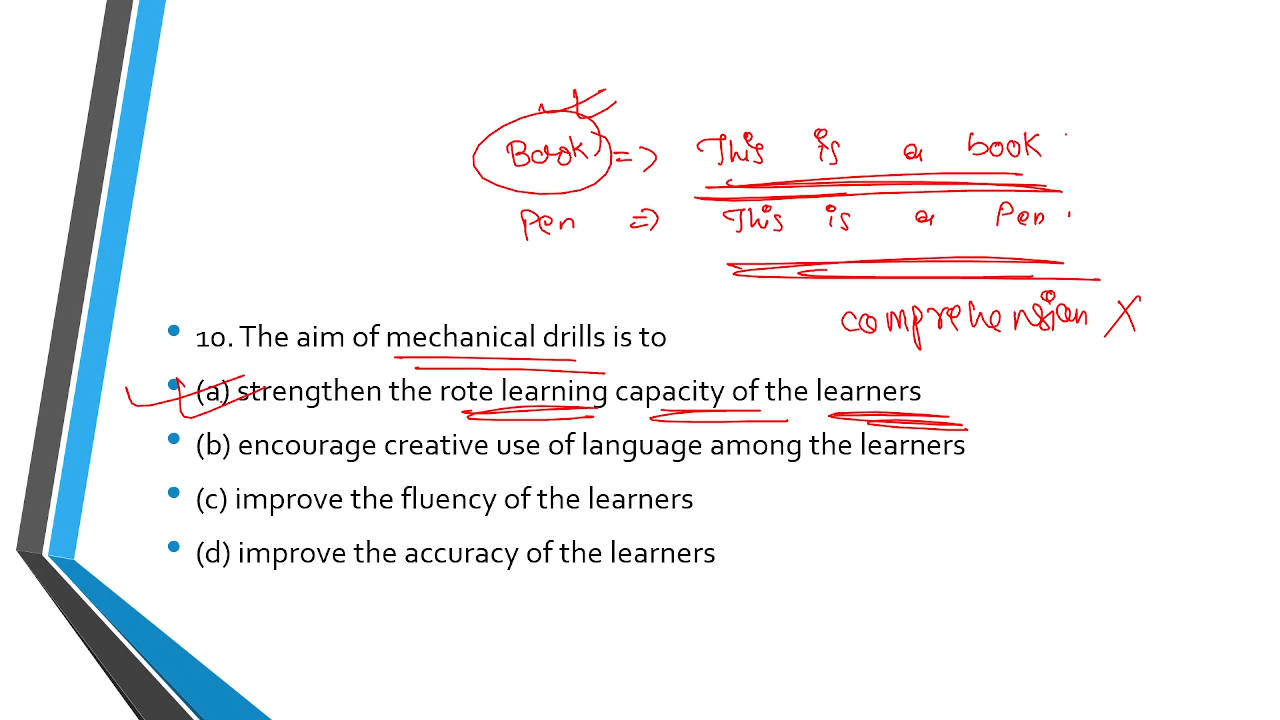 Book => This is a book.
Pen => This is a Pen.
comprehension X
10. The aim of mechanical drills is to
(a) strengthen the rote learning capacity of the learners
(b) encourage creative use of language among the learners
(c) improve the fluency of the learners
(d) improve the accuracy of the learners